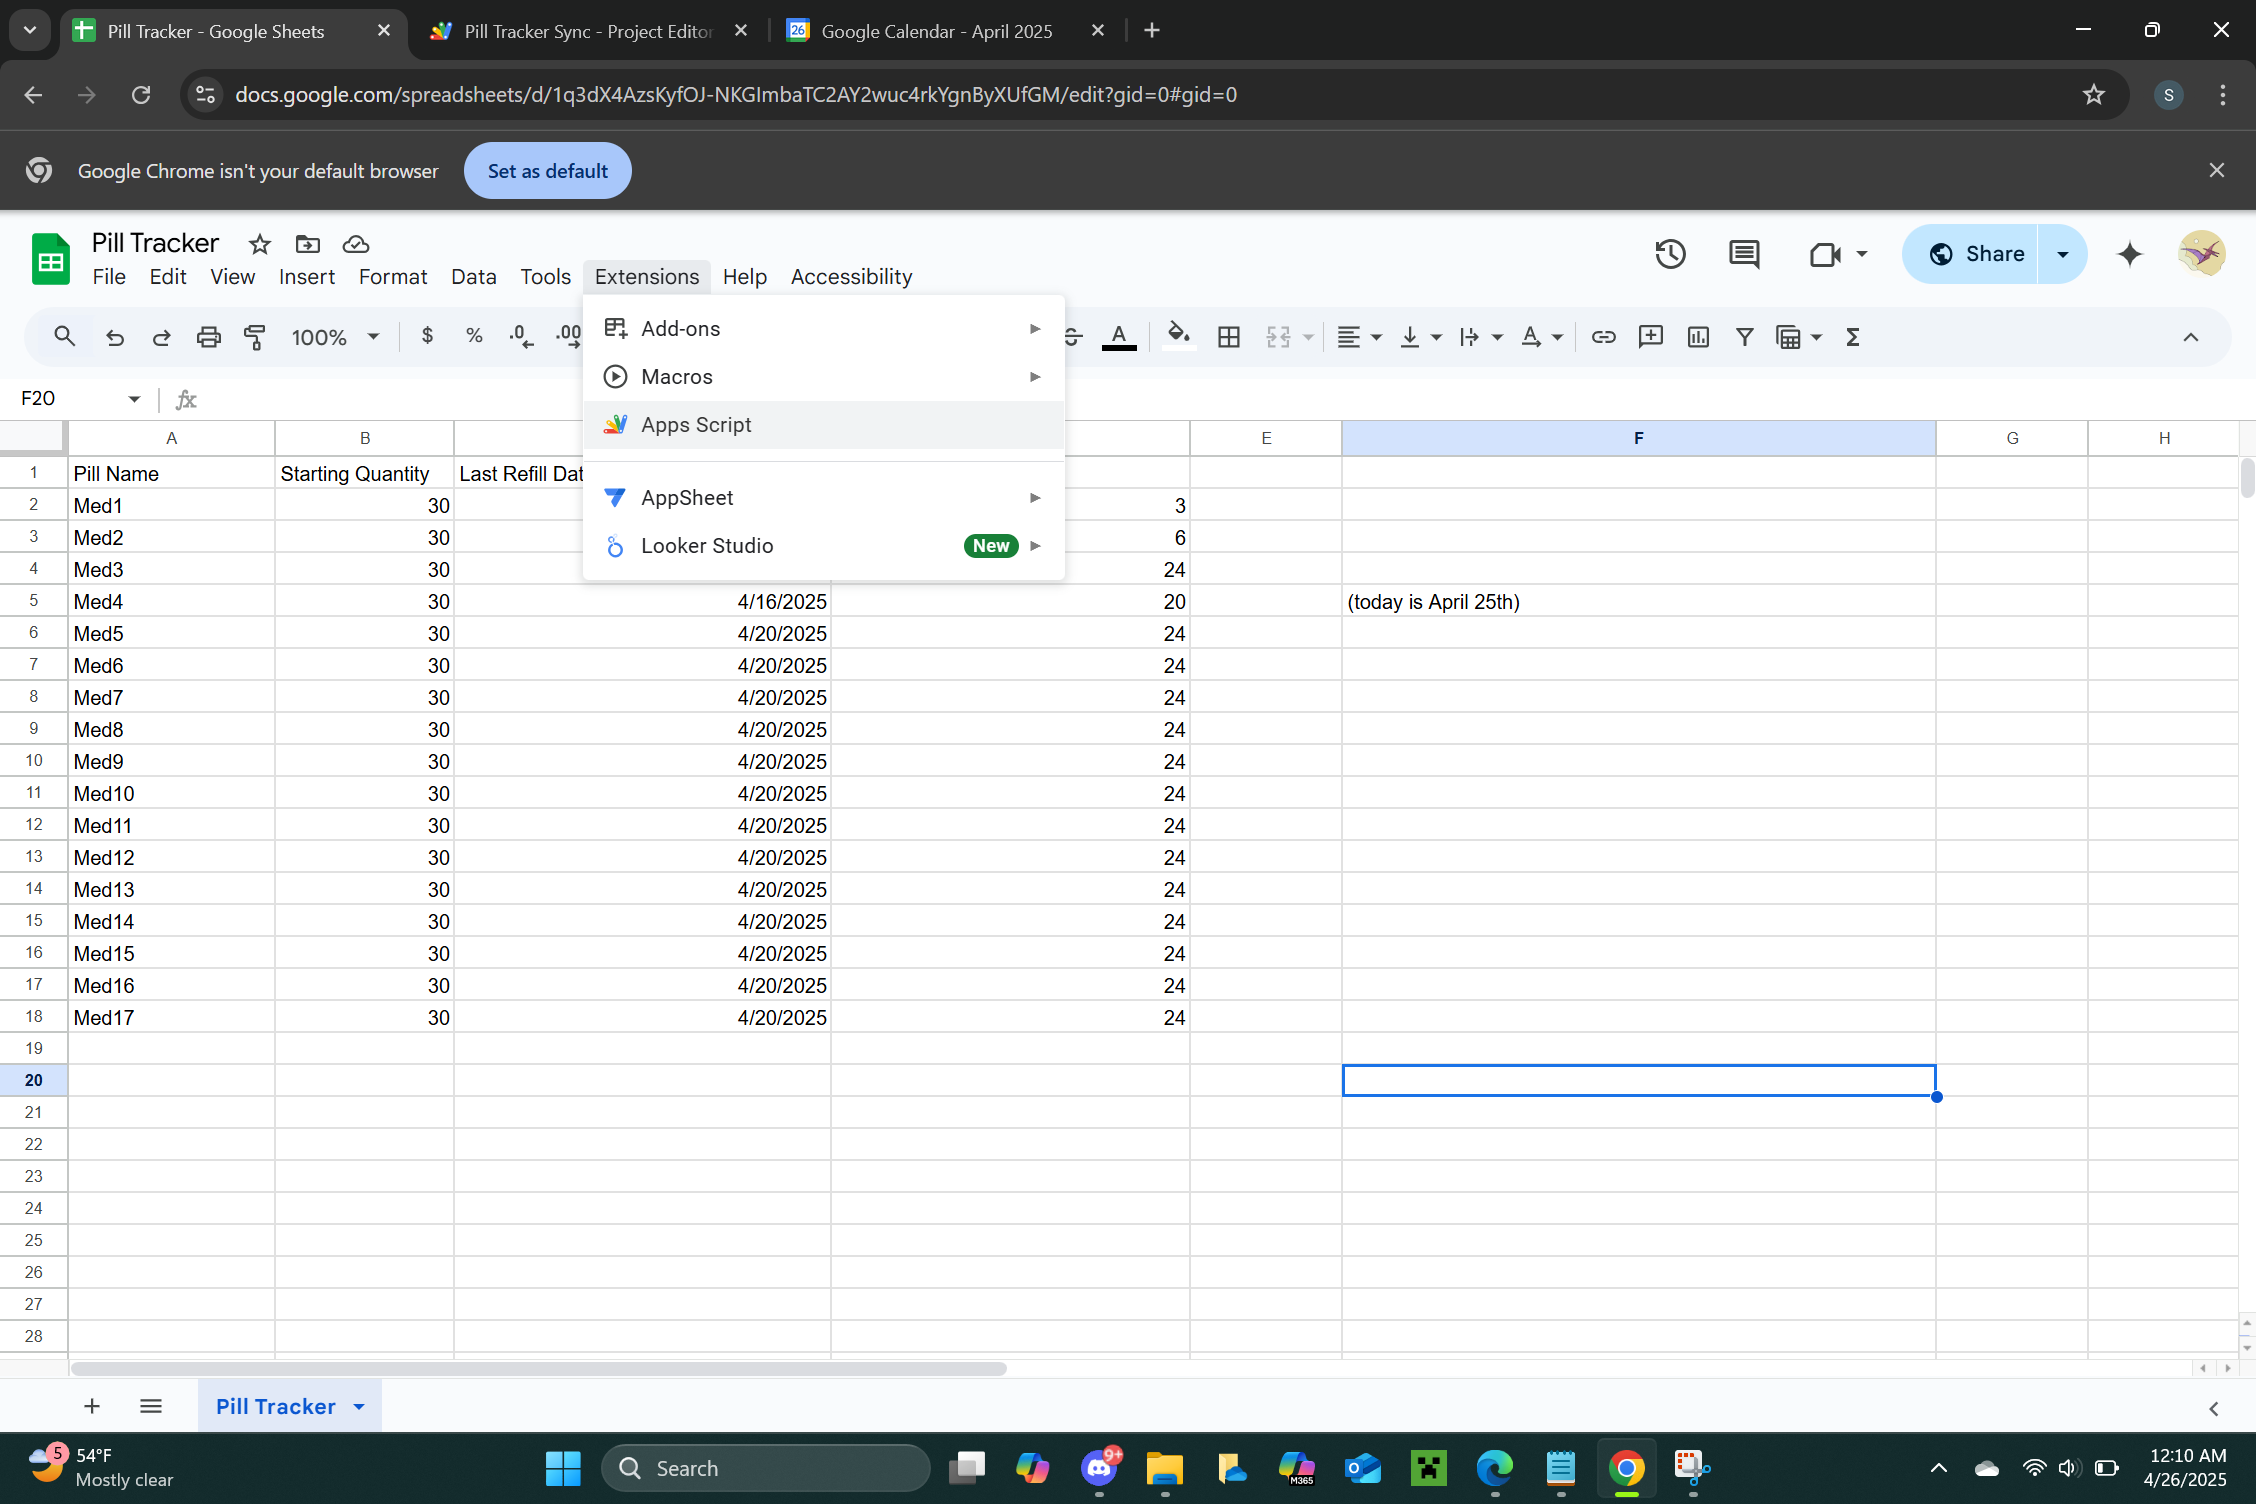 Pill Tracker - Google Sheets
Pill Tracker Sync - Project Editor
26
Google Calendar - April 2025
docs.google.com/spreadsheets/d/1q3dX4AzsKyfOJ-NKGImbaTC2AY2wuc4rkYgnByXUfGM/edit?gid=0#gid=0
S
Google Chrome isn't your default browser
Set as default
Pill Tracker
File Edit View Insert Format Data Tools Extensions Help Accessibility
Share
100% $ % .0 .00 A
Add-ons
Macros
Apps Script
AppSheet
Looker Studio New
F20 fx
A B E F G H
1 Pill Name Starting Quantity Last Refill Dat
2 Med1 30 3
3 Med2 30 6
4 Med3 30 24
5 Med4 30 4/16/2025 20 (today is April 25th)
6 Med5 30 4/20/2025 24
7 Med6 30 4/20/2025 24
8 Med7 30 4/20/2025 24
9 Med8 30 4/20/2025 24
10 Med9 30 4/20/2025 24
11 Med10 30 4/20/2025 24
12 Med11 30 4/20/2025 24
13 Med12 30 4/20/2025 24
14 Med13 30 4/20/2025 24
15 Med14 30 4/20/2025 24
16 Med15 30 4/20/2025 24
17 Med16 30 4/20/2025 24
18 Med17 30 4/20/2025 24
19
20
21
22
23
24
25
26
27
28
Pill Tracker
5
54°F
Mostly clear
Search
9+
M365
12:10 AM
4/26/2025